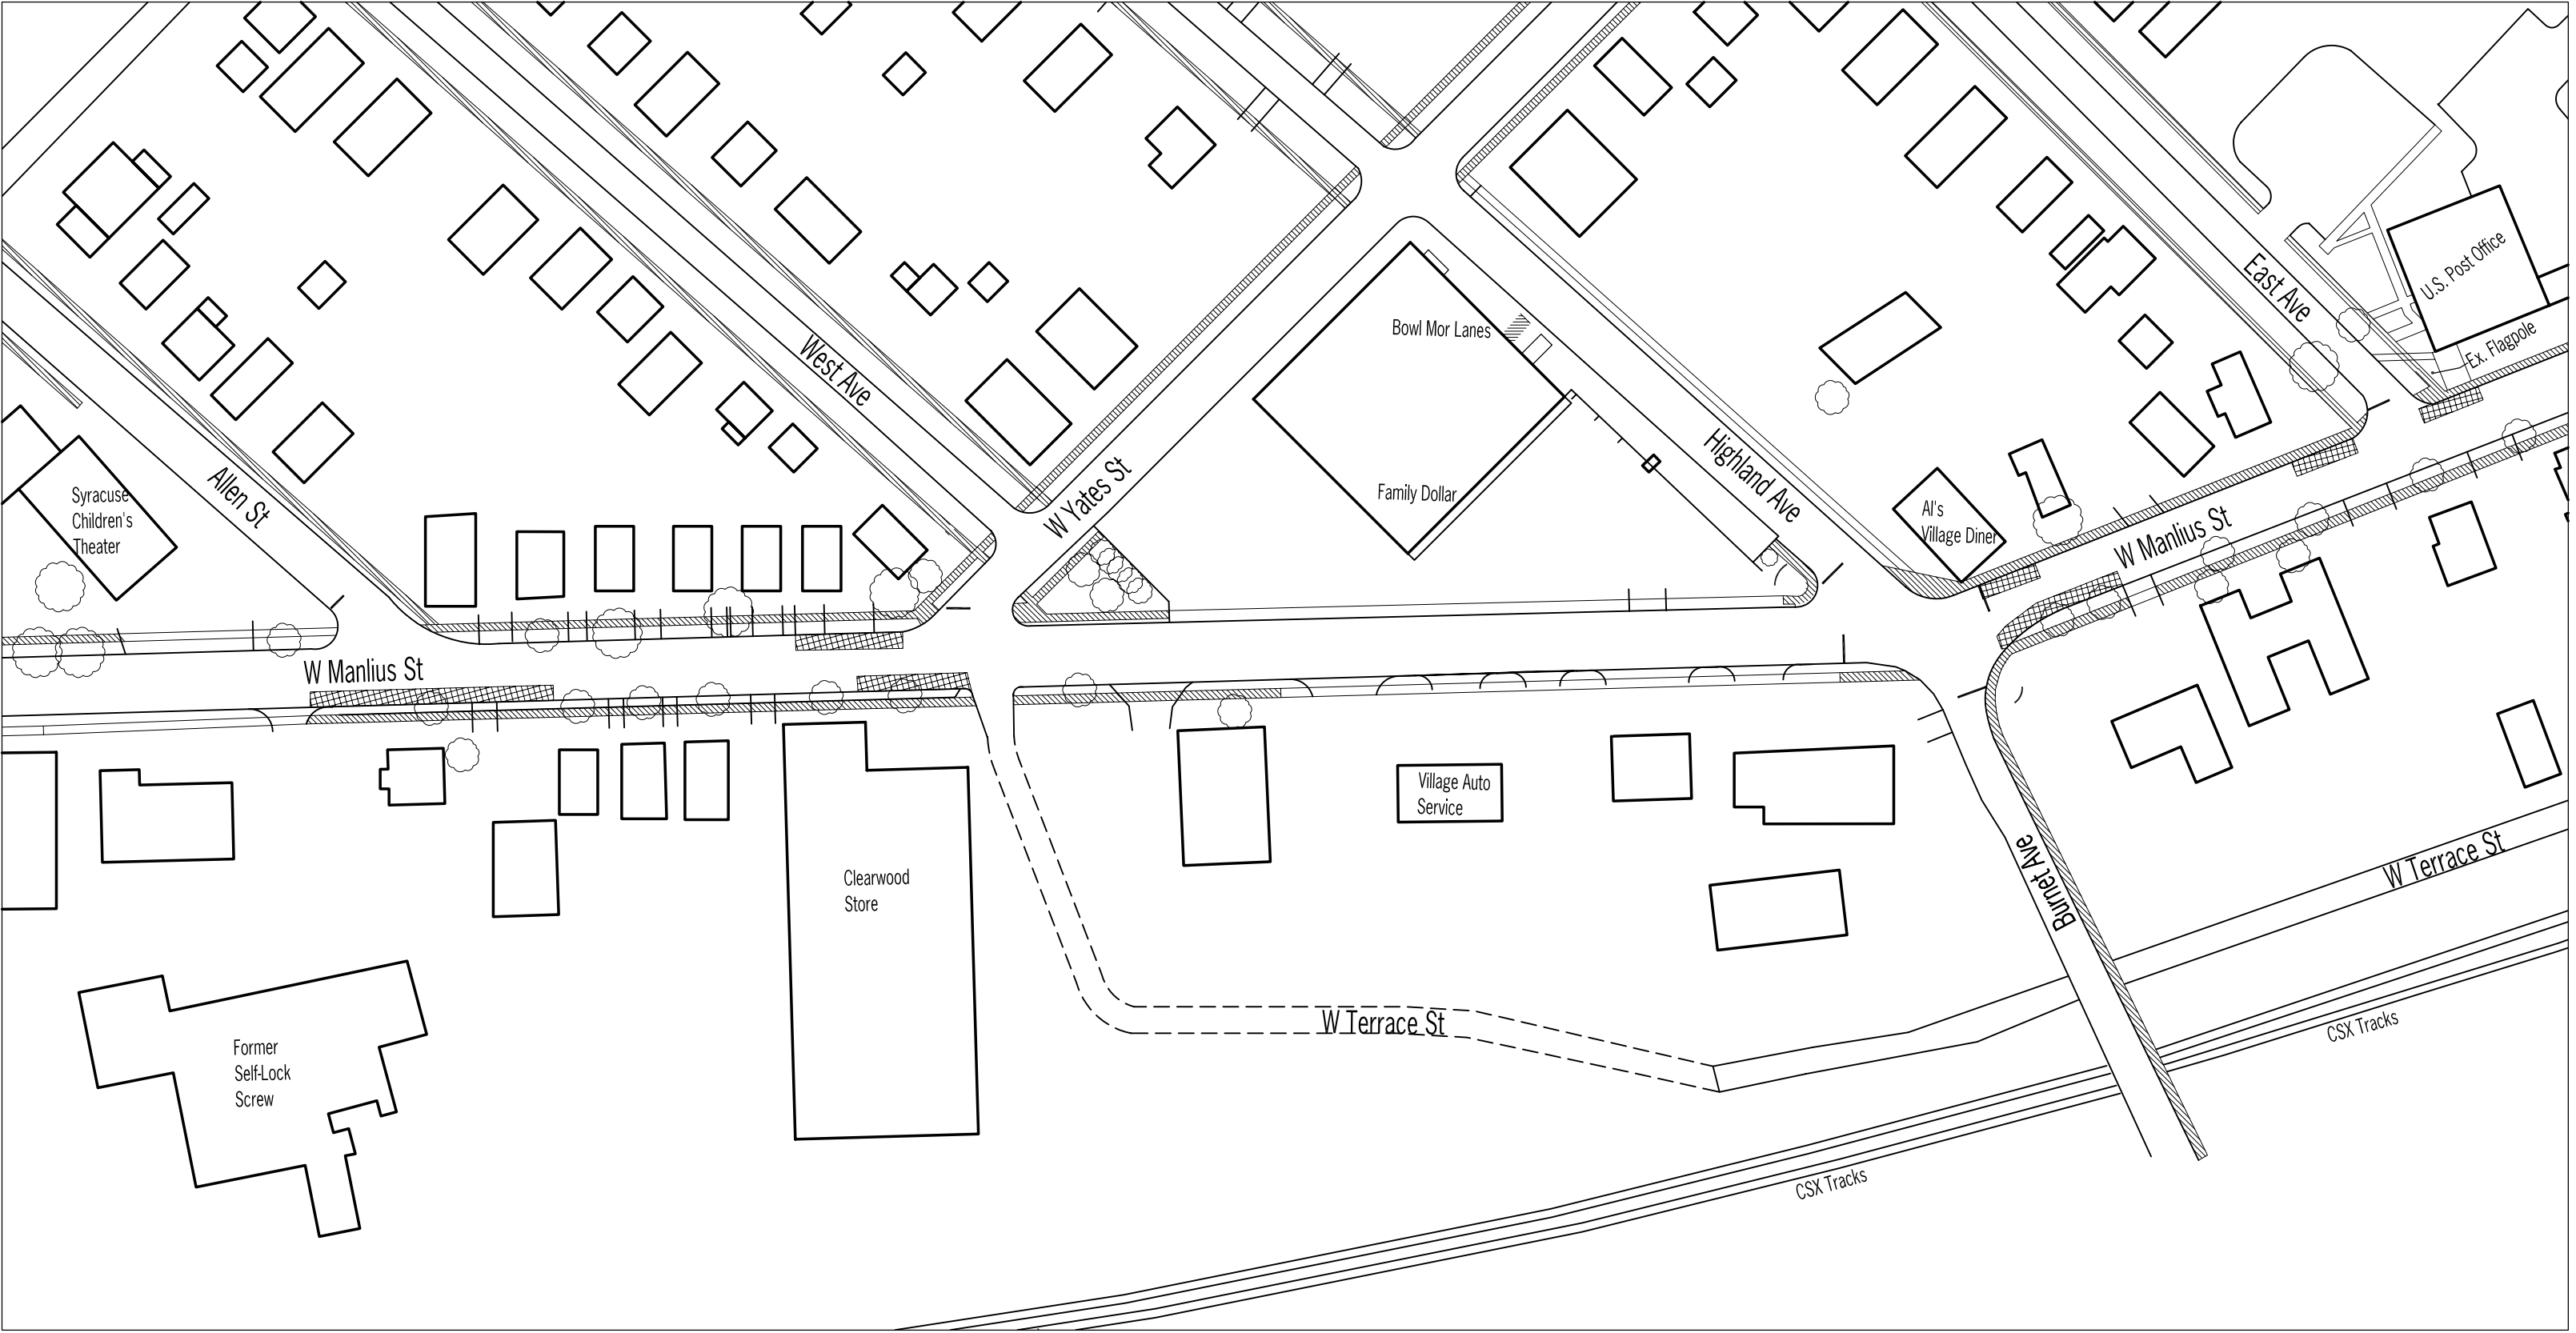 West Ave
East Ave
U.S. Post Office
Ex. Flagpole
Bowl Mor Lanes
Family Dollar
Highland Ave
W Yates St
Allen St
Syracuse
Children's
Theater
Al's
Village Diner
W Manlius St
W Manlius St
Village Auto
Service
Clearwood
Store
Burnet Ave
W Terrace St
W Terrace St
CSX Tracks
Former
Self-Lock
Screw
CSX Tracks